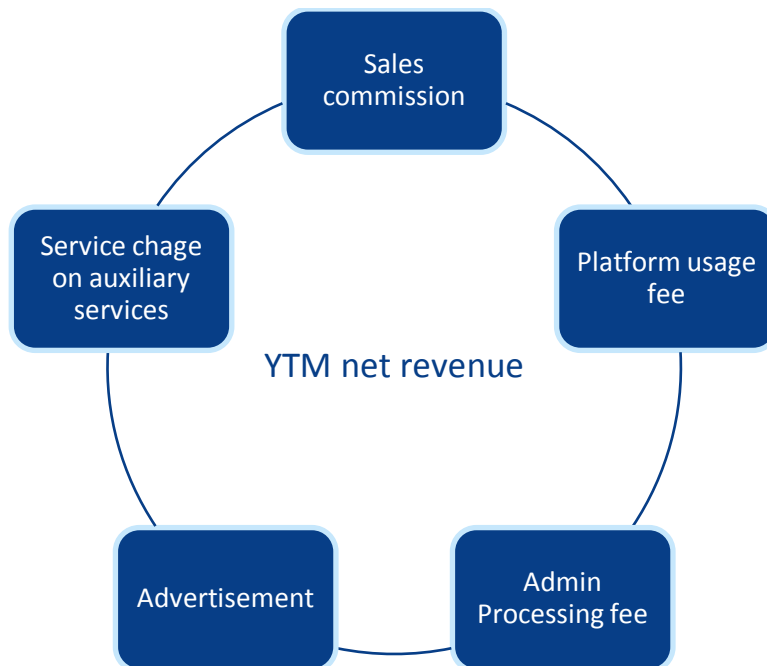 Sales
commission
Platform usage
fee
Admin
Processing fee
Advertisement
Service chage
on auxiliary
services
YTM net revenue